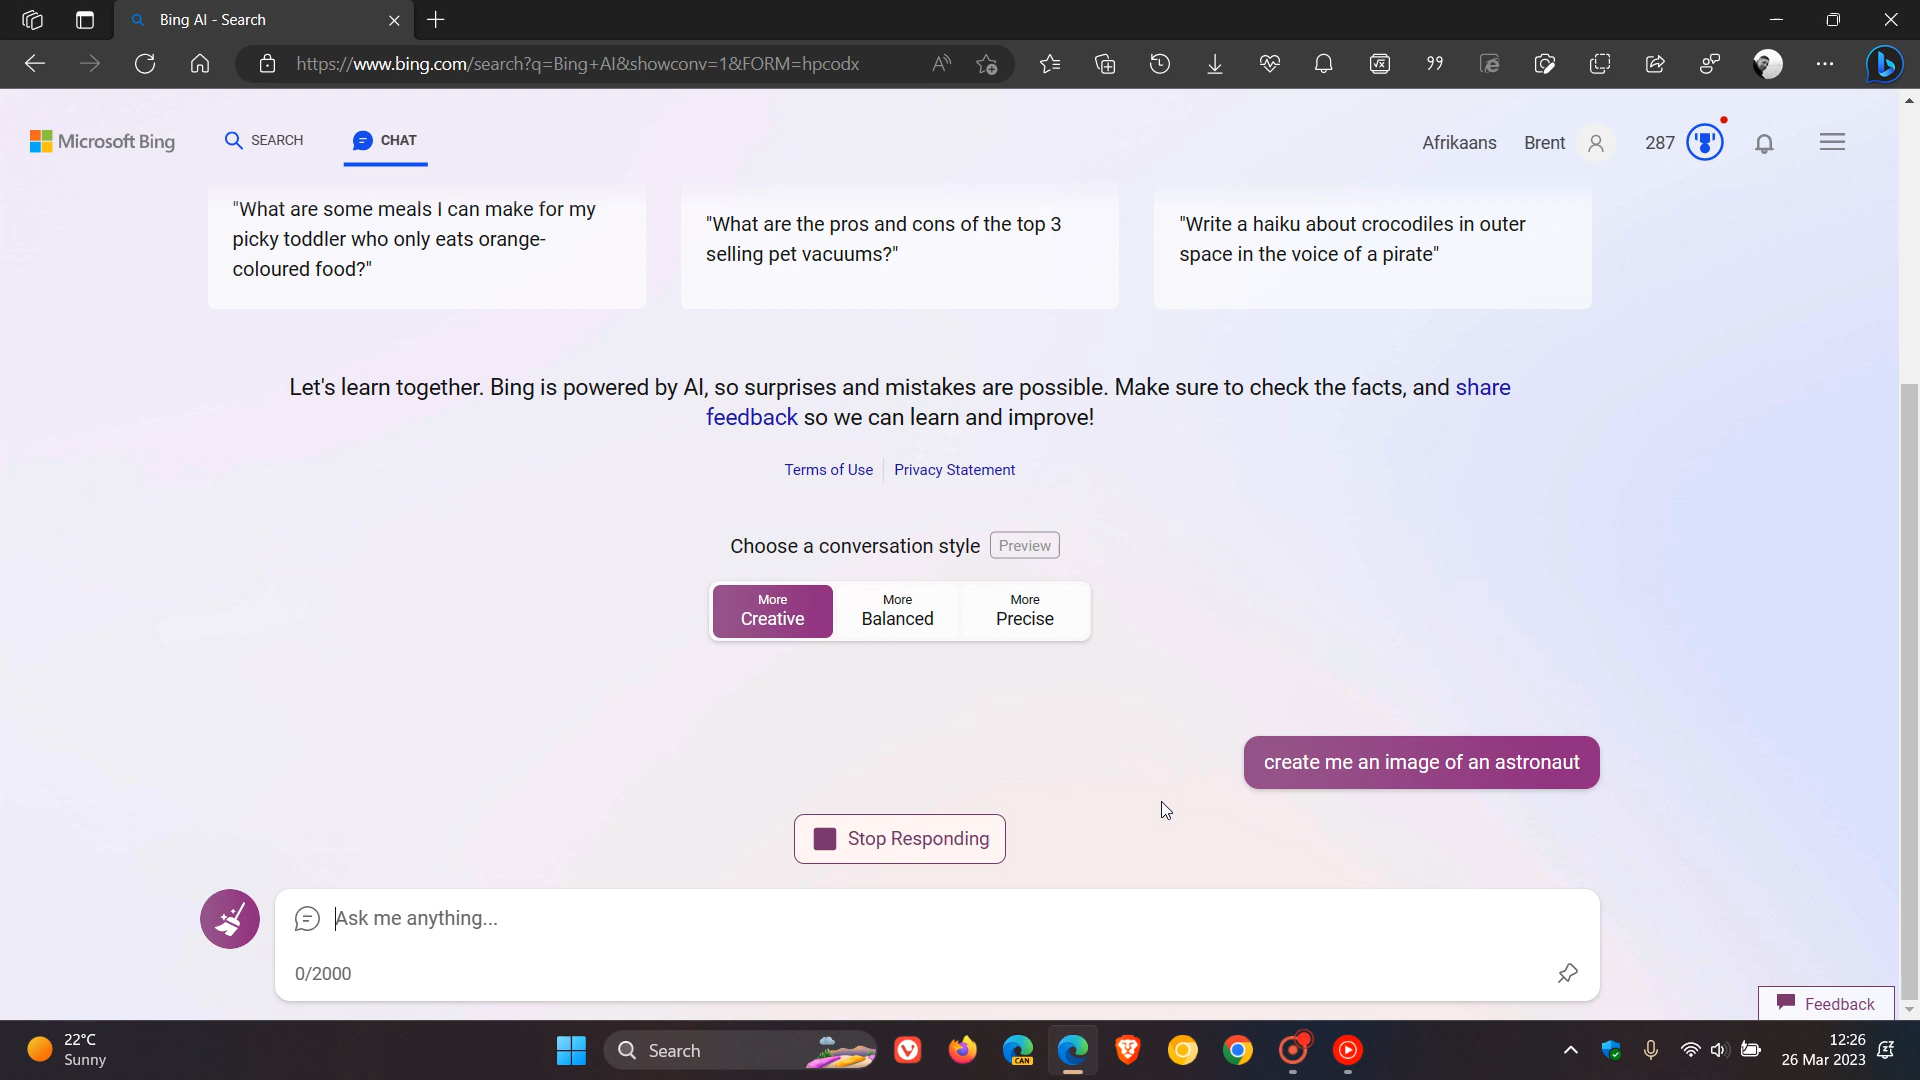 Bing AI - Search
https://www.bing.com/search?q=Bing+AI&showconv=1&FORM=hpcodx
Microsoft Bing
SEARCH
CHAT
Afrikaans
Brent
287
"What are some meals I can make for my
picky toddler who only eats orange-
coloured food?"
"What are the pros and cons of the top 3
selling pet vacuums?"
"Write a haiku about crocodiles in outer
space in the voice of a pirate"
Let's learn together. Bing is powered by AI, so surprises and mistakes are possible. Make sure to check the facts, and share
feedback so we can learn and improve!
Terms of Use
Privacy Statement
Choose a conversation style
Preview
More
Creative
More
Balanced
More
Precise
create me an image of an astronaut
Stop Responding
Ask me anything...
0/2000
Feedback
22°C
Sunny
Search
CAN
12:26
26 Mar 2023